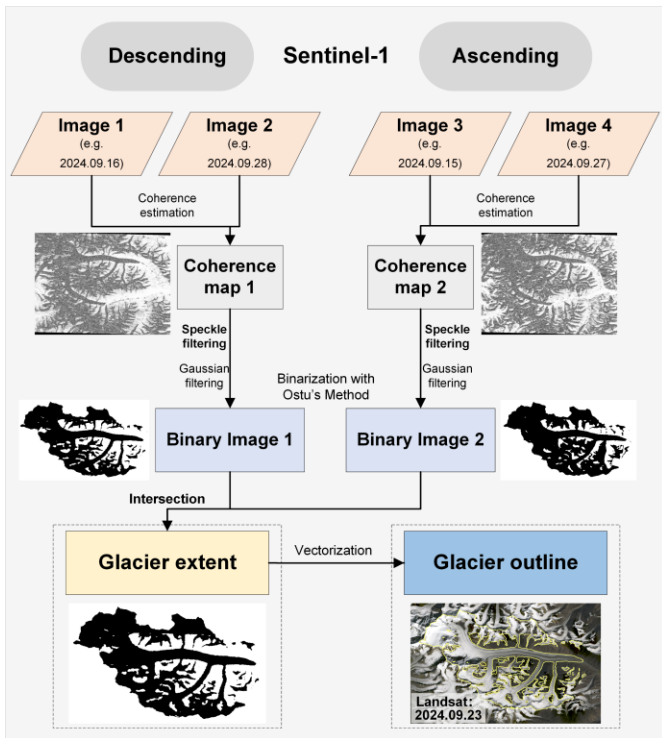 Descending
Sentinel-1
Ascending
Image 1
(e.g.
2024.09.16)
Image 2
(e.g.
2024.09.28)
Image 3
(e.g.
2024.09.15)
Image 4
(e.g.
2024.09.27)
Coherence
estimation
Coherence
estimation
Coherence
map 1
Coherence
map 2
Speckle
filtering
Speckle
filtering
Gaussian
filtering
Binarization with
Ostu's Method
Gaussian
filtering
Binary Image 1
Binary Image 2
Intersection
Glacier extent
Vectorization
Glacier outline
Landsat:
2024.09.23